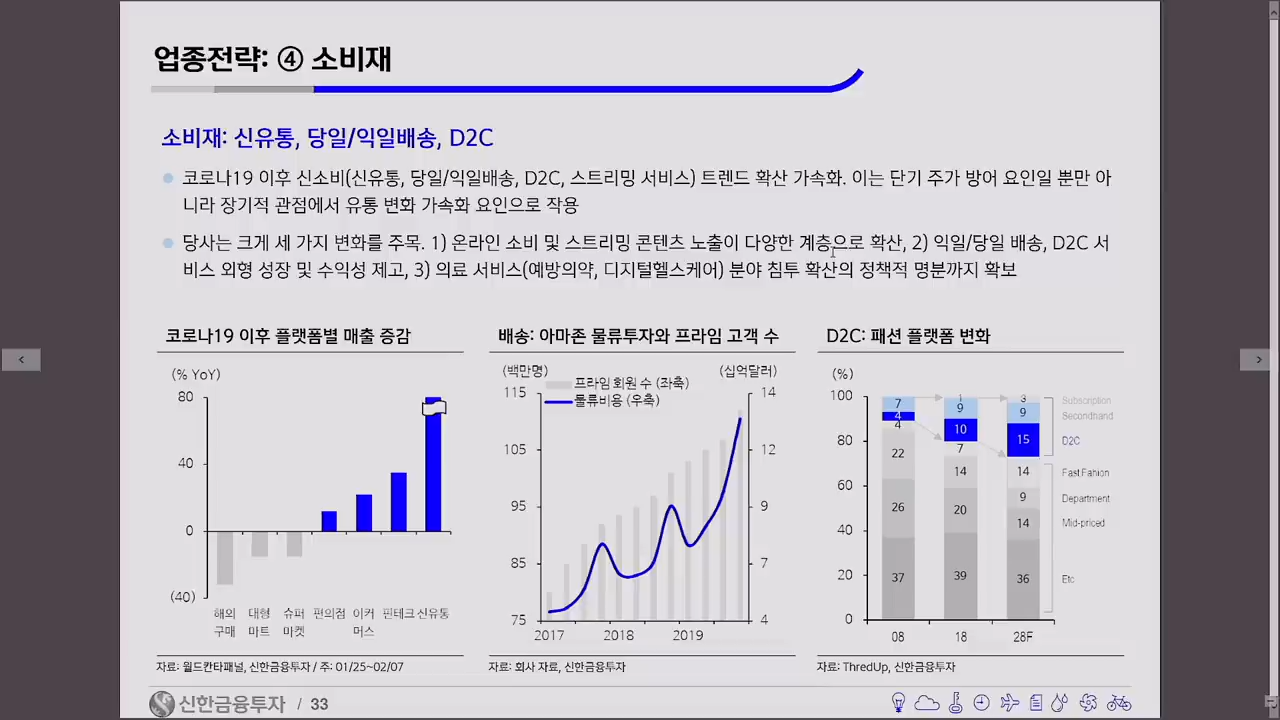 업종전략: ④ 소비재
소비재: 신유통, 당일/익일배송, D2C
코로나19 이후 신소비(신유통, 당일/익일배송, D2C, 스트리밍 서비스) 트렌드 확산 가속화. 이는 단기 주가 방어 요인일 뿐만 아
니라 장기적 관점에서 유통 변화 가속화 요인으로 작용
당사는 크게 세 가지 변화를 주목. 1) 온라인 소비 및 스트리밍 콘텐츠 노출이 다양한 계층으로 확산, 2) 익일/당일 배송, D2C 서
비스 외형 성장 및 수익성 제고, 3) 의료 서비스(예방의약, 디지털헬스케어) 분야 침투 확산의 정책적 명분까지 확보
코로나19 이후 플랫폼별 매출 증감
(% YoY)
80
40
0
(40)
해외 대형 슈퍼 편의점 이커 핀테크 신유통
구매 마트 마켓 머스
자료: 월드칸타패널, 신한금융투자 / 주: 01/25~02/07
배송: 아마존 물류투자와 프라임 고객 수
(백만명) (십억달러)
프라임 회원 수 (좌축)
물류비용 (우축)
115 14
105 12
95 9
85 7
75 4
2017 2018 2019
자료: 회사 자료, 신한금융투자
D2C: 패션 플랫폼 변화
(%)
100
80
60
40
20
0
7 1 3 Subscription
4 9 9 Secondhand
4 10 15 D2C
22 7 14 Fast Fahion
26 14 9 Department
20 14 Mid-priced
37 39 36 Etc
08 18 28F
자료: ThredUp, 신한금융투자
신한금융투자 / 33